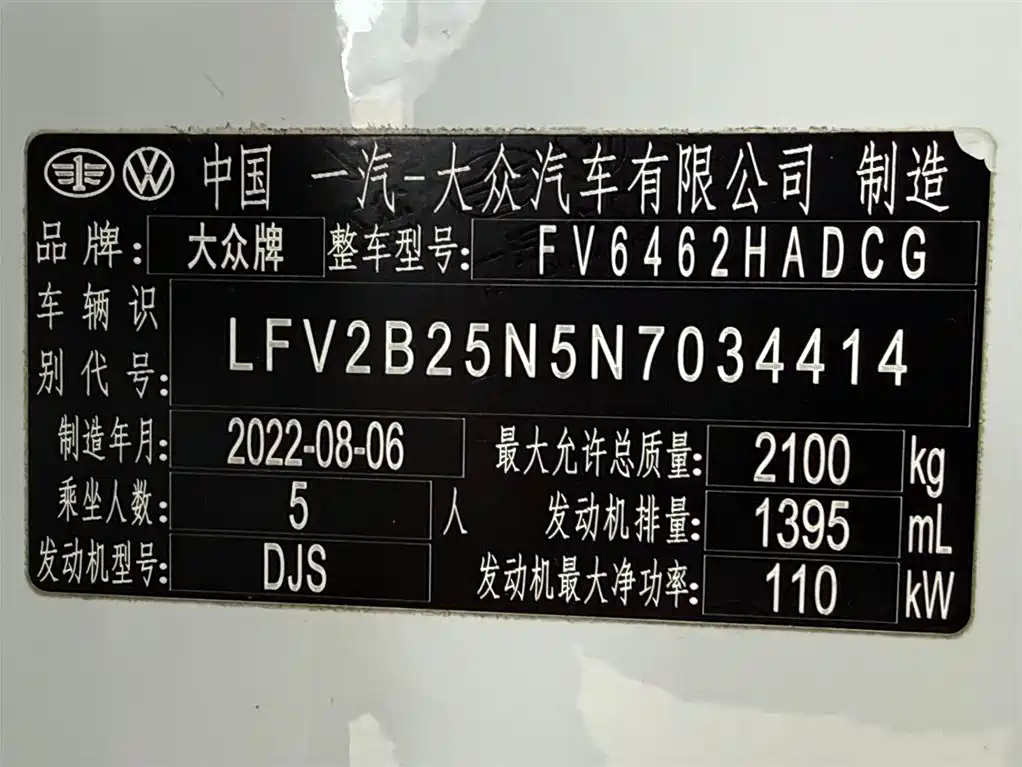 中国 一汽-大众汽车有限公司 制造
品牌: 大众牌 整车型号: FV6462HADCG
车辆识别代号: LFV2B25N5N7034414
制造年月: 2022-08-06 最大允许总质量: 2100 kg
乘坐人数: 5 人 发动机排量: 1395 mL
发动机型号: DJS 发动机最大净功率: 110 kW